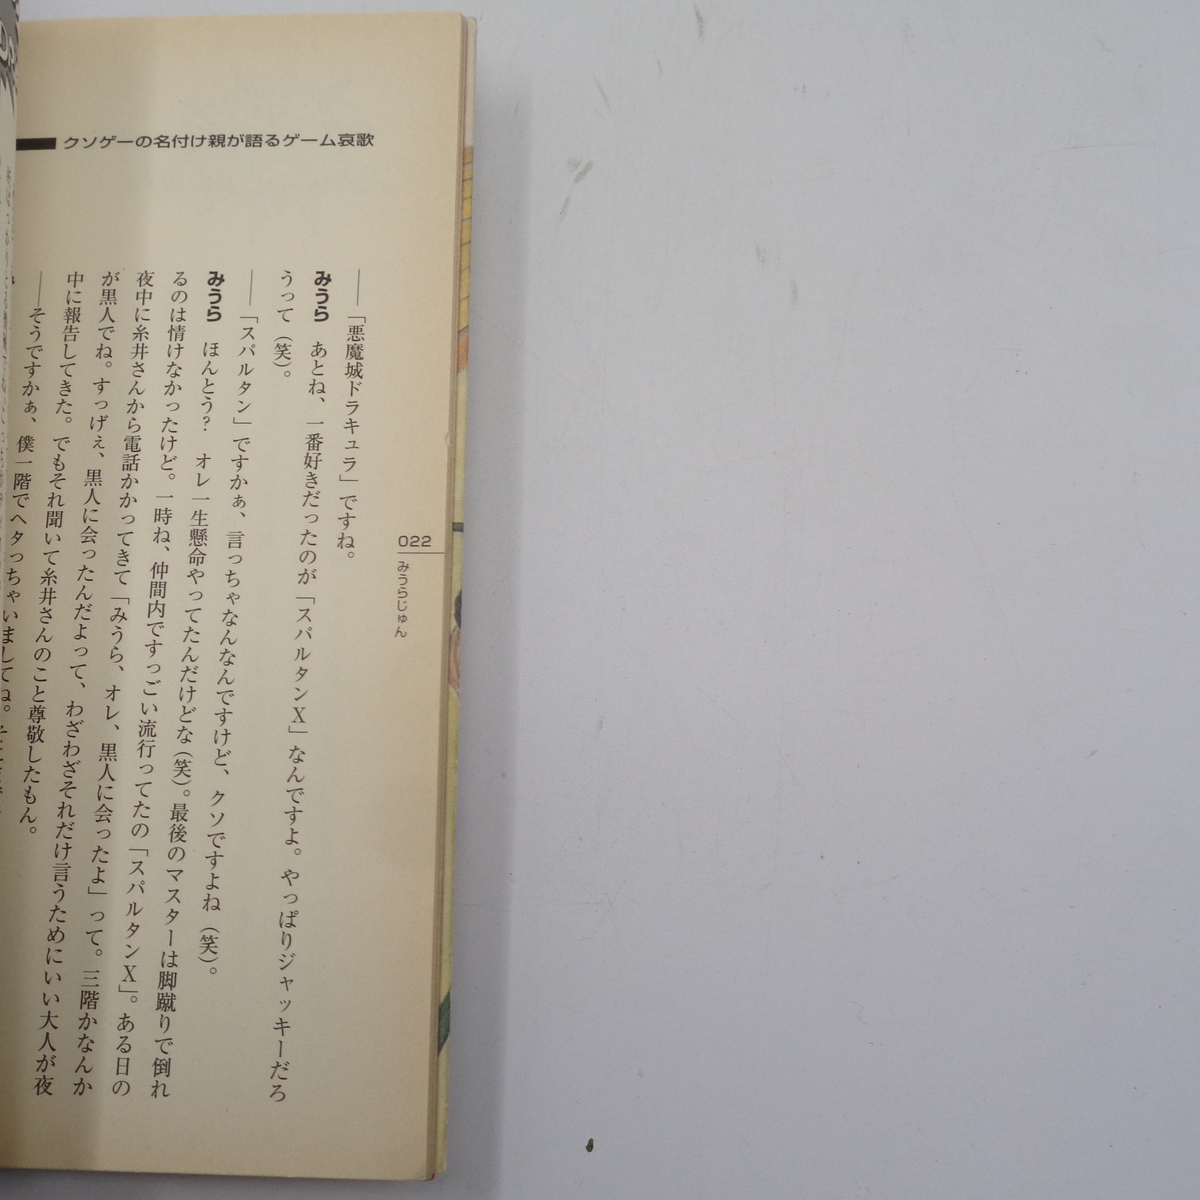 クソゲーの名付け親が語るゲーム哀歌
022
みうらじゅん
――「悪魔城ドラキュラ」ですね。
みうら　あとね、一番好きだったのが「スパルタンX」なんですよ。やっぱりジャッキーだろ
うって（笑）。
――「スパルタン」ですかぁ、言っちゃなんなんですけど、クソですよね（笑）。
みうら　ほんとう？　オレ一生懸命やってたんだけどな（笑）。最後のマスターは脚蹴りで倒れ
るのは情けなかったけど。一時ね、仲間内ですっごい流行ってたの「スパルタンX」。ある日の
夜中に糸井さんから電話かかってきて「みうら、オレ、黒人に会ったよ」って。三階かなんか
が黒人でね。すっげぇ、黒人に会ったんだよって、わざわざそれだけ言うためにいい大人が夜
中に報告してきた。でもそれ聞いて糸井さんのこと尊敬したもん。
――そうですかぁ、僕一階でヘタっちゃいましてね。